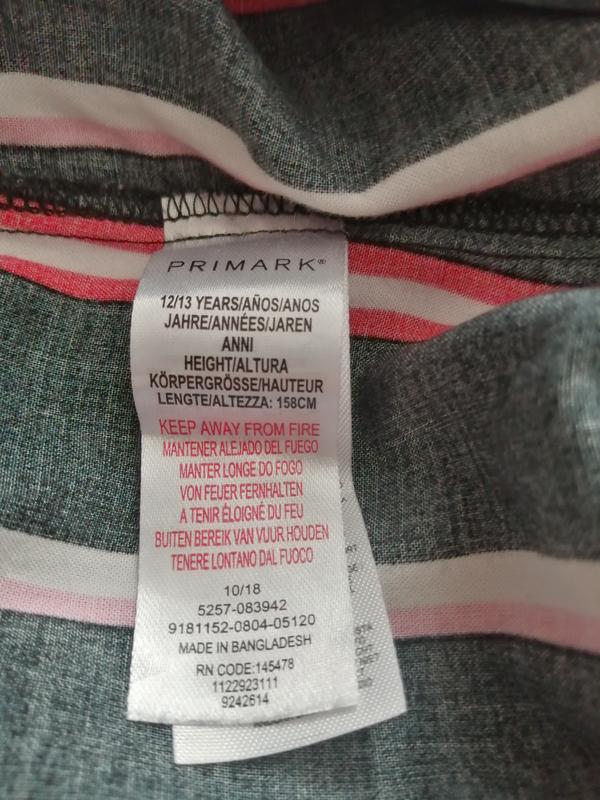 PRIMARK®
12/13 YEARS/AÑOS/ANOS
JAHRE/ANNÉES/JAREN
ANNI
HEIGHT/ALTURA
KÖRPERGRÖSSE/HAUTEUR
LENGTE/ALTEZZA: 158CM
KEEP AWAY FROM FIRE
MANTENER ALEJADO DEL FUEGO
MANTER LONGE DO FOGO
VON FEUER FERNHALTEN
A TENIR ÉLOIGNÉ DU FEU
BUITEN BEREIK VAN VUUR HOUDEN
TENERE LONTANO DAL FUOCO
10/18
5257-083942
9181152-0804-05120
MADE IN BANGLADESH
RN CODE:145478
1122923111
9242614